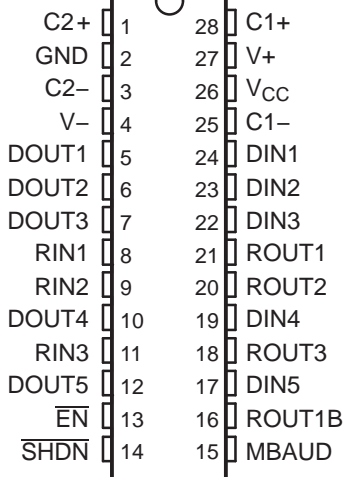 C2+ 1 28 C1+
GND 2 27 V+
C2− 3 26 VCC
V− 4 25 C1−
DOUT1 5 24 DIN1
DOUT2 6 23 DIN2
DOUT3 7 22 DIN3
RIN1 8 21 ROUT1
RIN2 9 20 ROUT2
DOUT4 10 19 DIN4
RIN3 11 18 ROUT3
DOUT5 12 17 DIN5
E̅N̅ 13 16 ROUT1B
S̅H̅D̅N̅ 14 15 MBAUD